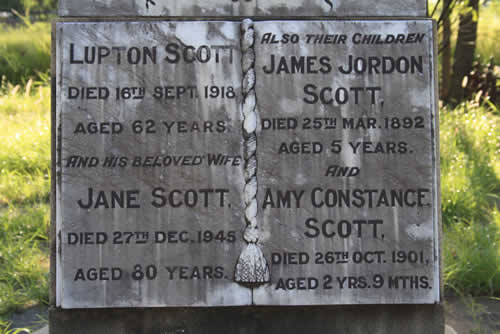 LUPTON SCOTT
DIED 16TH SEPT. 1918
AGED 62 YEARS.
AND HIS BELOVED WIFE
JANE SCOTT.
DIED 27TH DEC. 1945
AGED 80 YEARS.
ALSO THEIR CHILDREN
JAMES JORDON
SCOTT,
DIED 25TH MAR. 1892
AGED 5 YEARS.
AND
AMY CONSTANCE
SCOTT,
DIED 26TH OCT. 1901,
AGED 2 YRS. 9 MTHS.